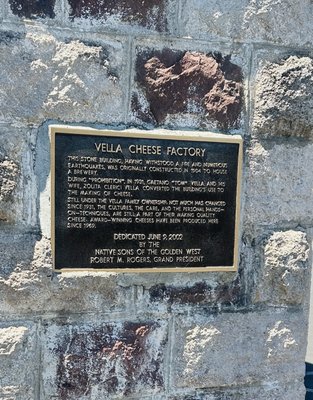 VELLA CHEESE FACTORY
THIS STONE BUILDING, HAVING WITHSTOOD A FIRE AND NUMEROUS
EARTHQUAKES, WAS ORIGINALLY CONSTRUCTED IN 1904 TO HOUSE
A BREWERY.
DURING "PROHIBITION", IN 1931, GAETANO "TOM" VELLA AND HIS
WIFE, ZOLITA CLERICI VELLA CONVERTED THE BUILDING'S USE TO
THE MAKING OF CHEESE.
STILL UNDER THE VELLA FAMILY OWNERSHIP, NOT MUCH HAS CHANGED
SINCE 1931, THE CULTURES, THE CARE, AND THE PERSONAL HANDS-
ON-TECHNIQUES, ARE STILL A PART OF THEIR MAKING QUALITY
CHEESE. AWARD-WINNING CHEESES HAVE BEEN PRODUCED HERE
SINCE 1969.
DEDICATED JUNE 9, 2002
BY THE
NATIVE SONS OF THE GOLDEN WEST
ROBERT M. ROGERS, GRAND PRESIDENT